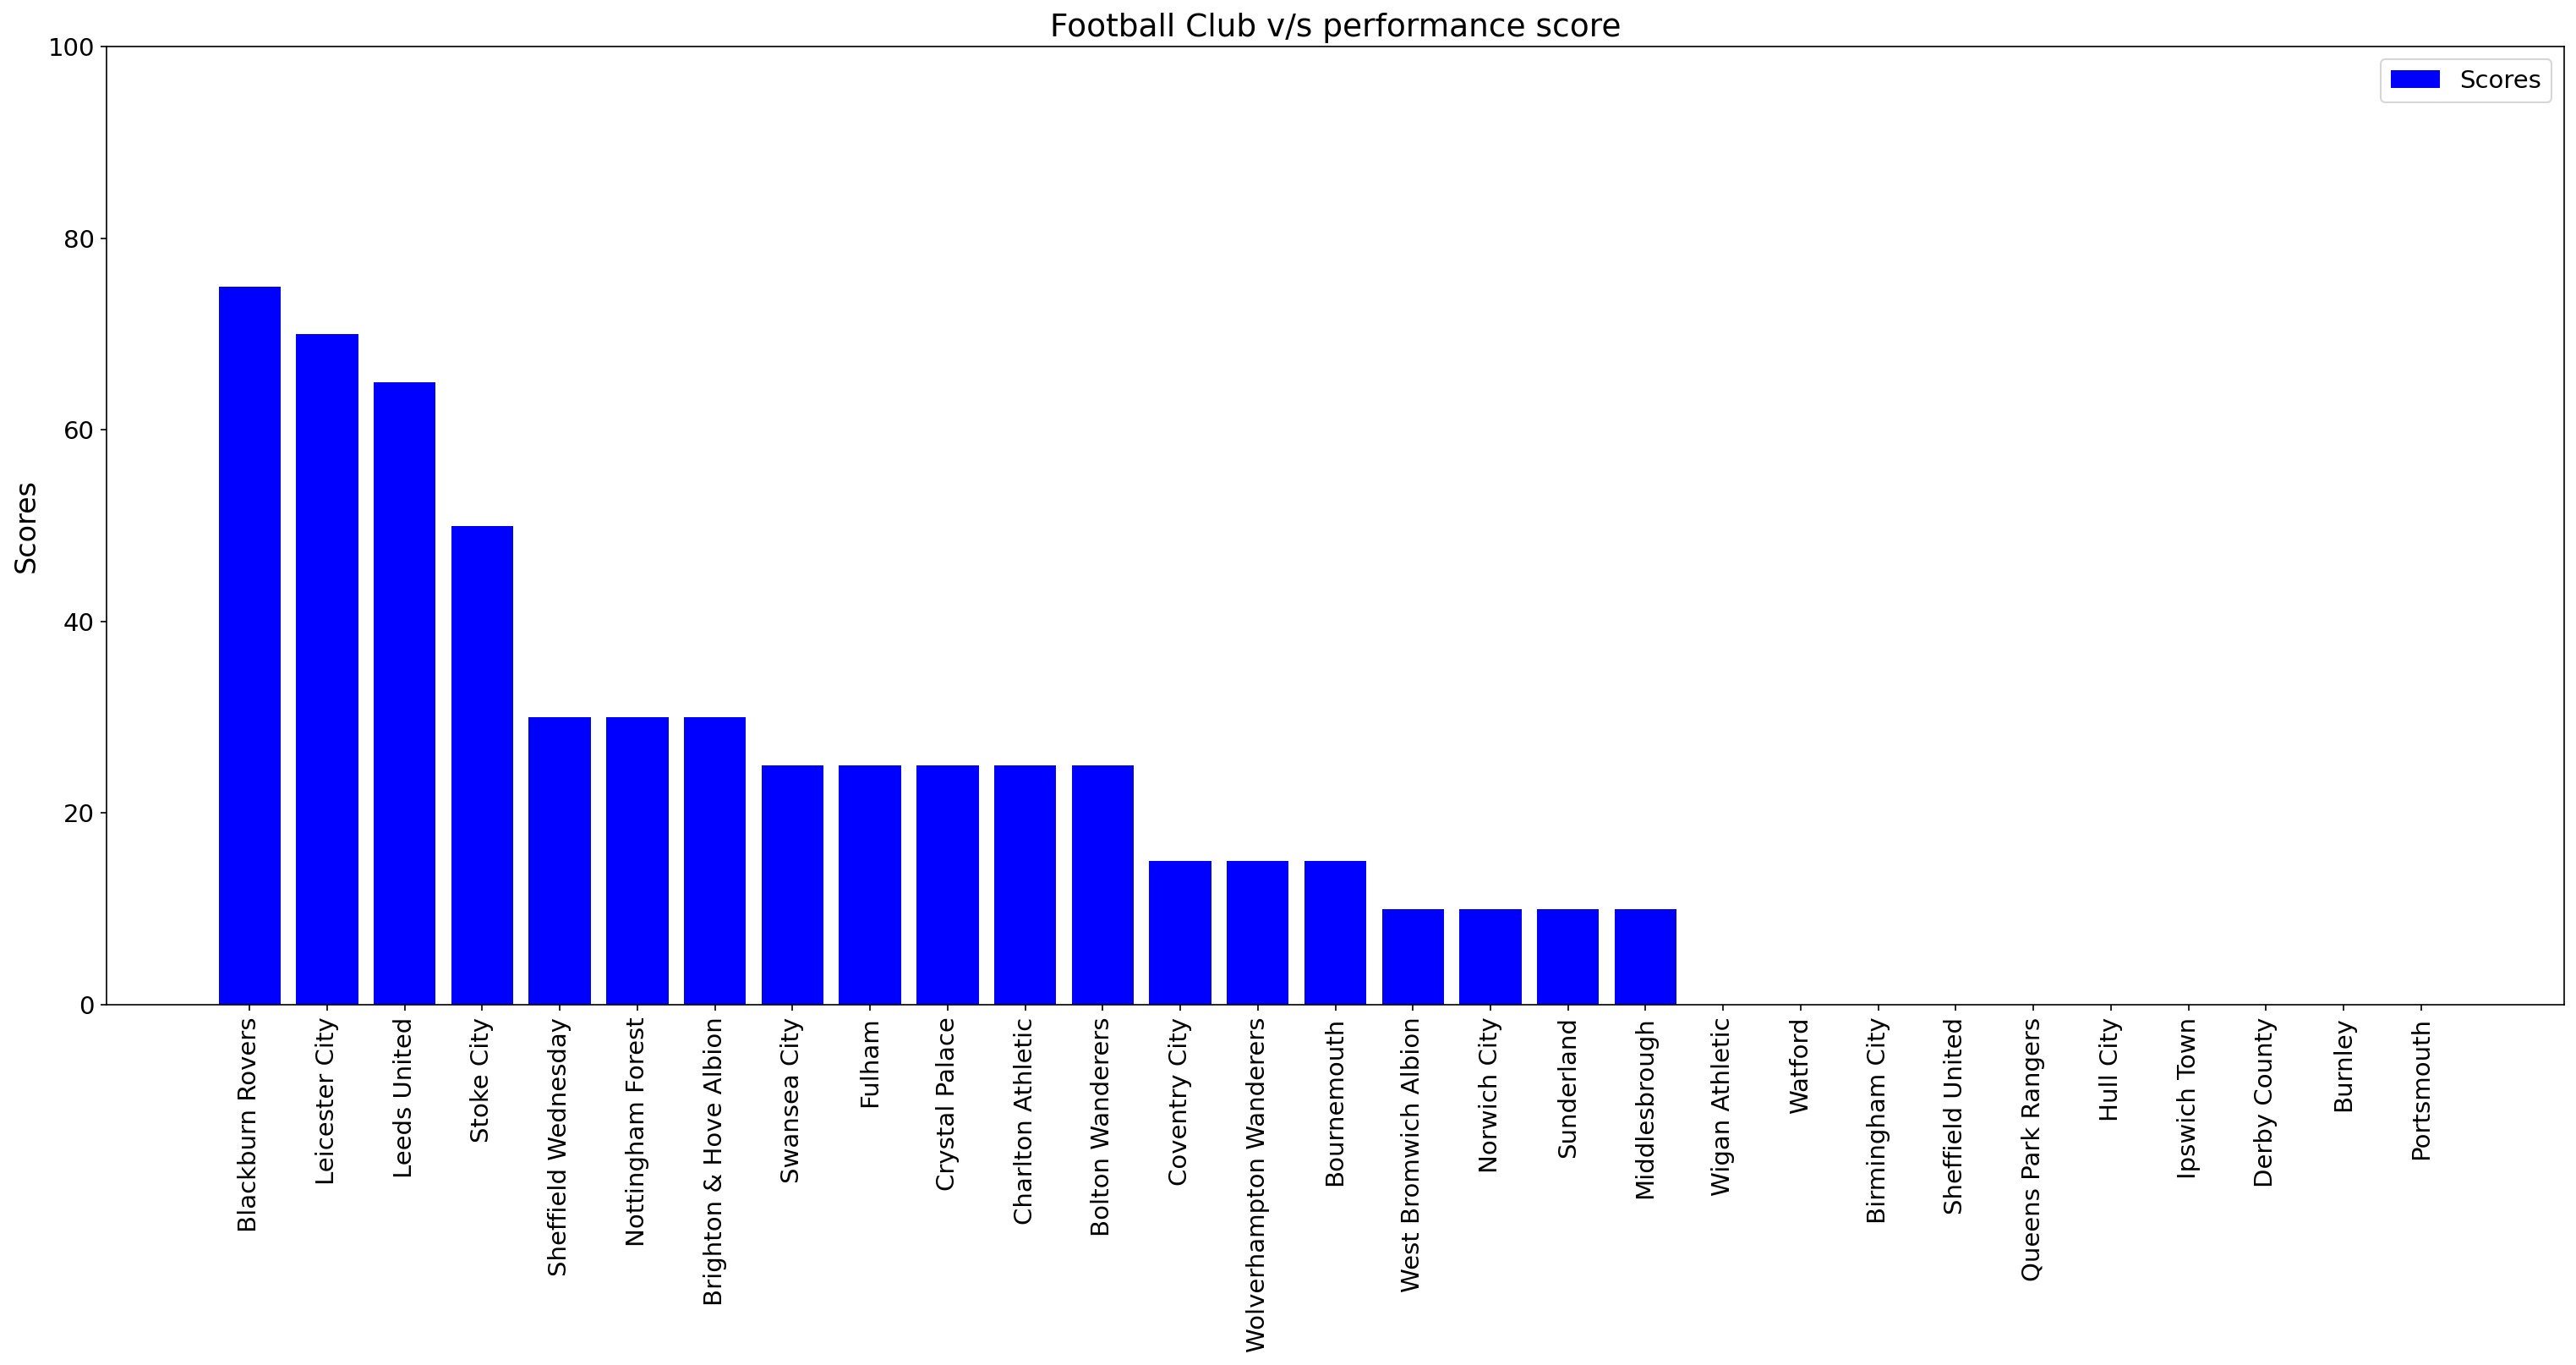 Football Club v/s performance score
Scores
100
80
60
40
20
0
Scores
Blackburn Rovers
Leicester City
Leeds United
Stoke City
Sheffield Wednesday
Nottingham Forest
Brighton & Hove Albion
Swansea City
Fulham
Crystal Palace
Charlton Athletic
Bolton Wanderers
Coventry City
Wolverhampton Wanderers
Bournemouth
West Bromwich Albion
Norwich City
Sunderland
Middlesbrough
Wigan Athletic
Watford
Birmingham City
Sheffield United
Queens Park Rangers
Hull City
Ipswich Town
Derby County
Burnley
Portsmouth